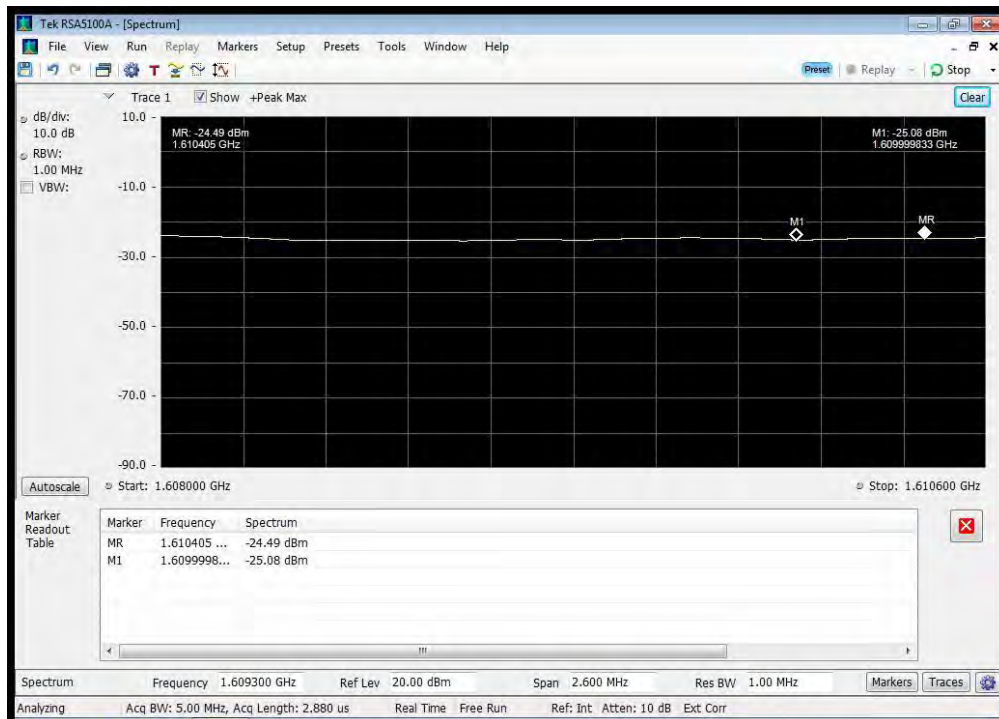 Tek RSA5100A - [Spectrum]
File View Run Replay Markers Setup Presets Tools Window Help
T
Preset Replay Stop
Trace 1 Show +Peak Max Clear
dB/div:
10.0 dB
RBW:
1.00 MHz
VBW:
10.0
-10.0
-30.0
-50.0
-70.0
-90.0
MR: -24.49 dBm
1.610405 GHz
M1: -25.08 dBm
1.609999833 GHz
M1
MR
Autoscale Start: 1.608000 GHz Stop: 1.610600 GHz
Marker
Readout
Table
Marker Frequency Spectrum
MR 1.610405 ... -24.49 dBm
M1 1.6099998... -25.08 dBm
Spectrum Frequency 1.609300 GHz Ref Lev 20.00 dBm Span 2.600 MHz Res BW 1.00 MHz Markers Traces
Analyzing Acq BW: 5.00 MHz, Acq Length: 2.880 us Real Time Free Run Ref: Int Atten: 10 dB Ext Corr